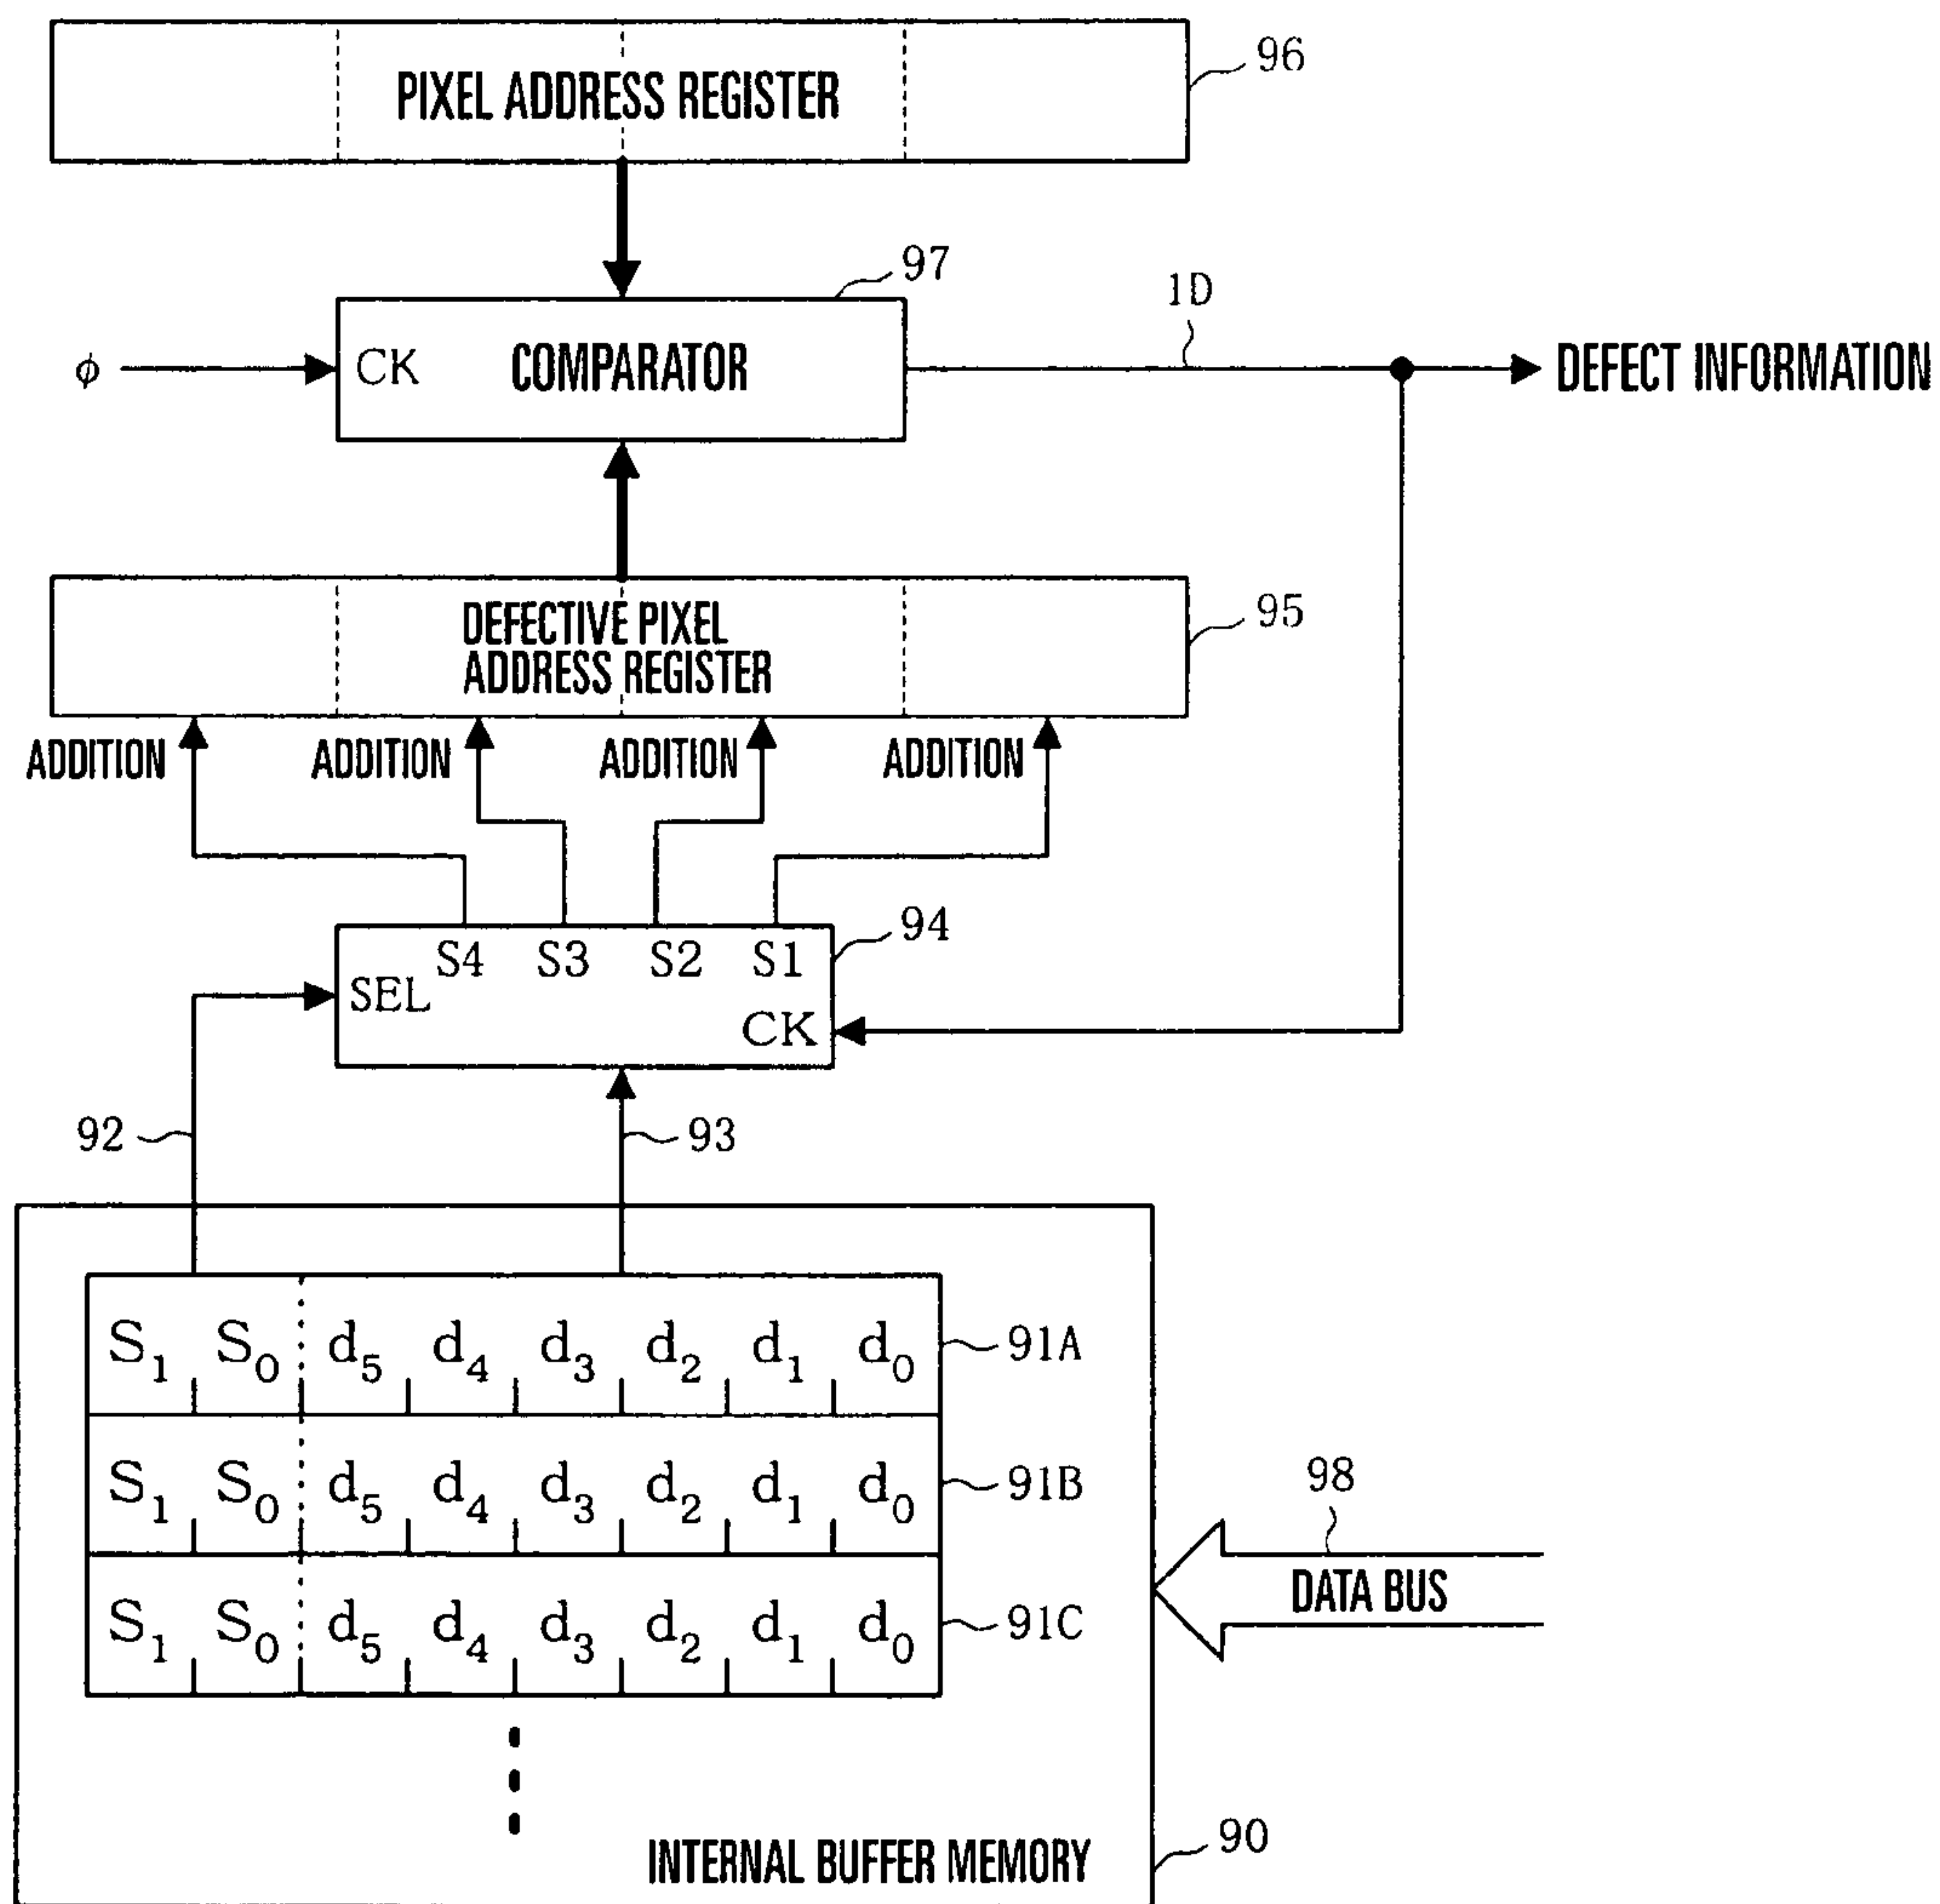 PIXEL ADDRESS REGISTER
96
97
1D
ϕ
CK
COMPARATOR
DEFECT INFORMATION
DEFECTIVE PIXEL
ADDRESS REGISTER
95
ADDITION
ADDITION
ADDITION
ADDITION
S4 S3 S2 S1
94
SEL
CK
92
93
S1 S0 d5 d4 d3 d2 d1 d0
91A
S1 S0 d5 d4 d3 d2 d1 d0
91B
98
DATA BUS
S1 S0 d5 d4 d3 d2 d1 d0
91C
INTERNAL BUFFER MEMORY
90